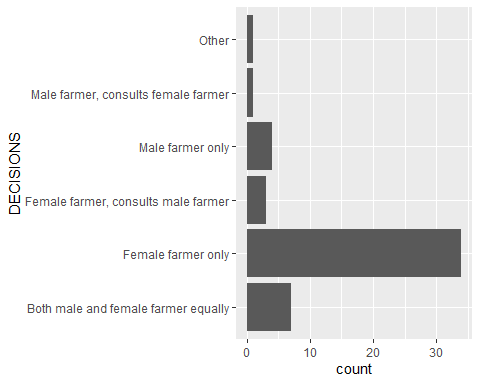 Other
Male farmer, consults female farmer
Male farmer only
Female farmer, consults male farmer
Female farmer only
Both male and female farmer equally
DECISIONS
0 10 20 30
count